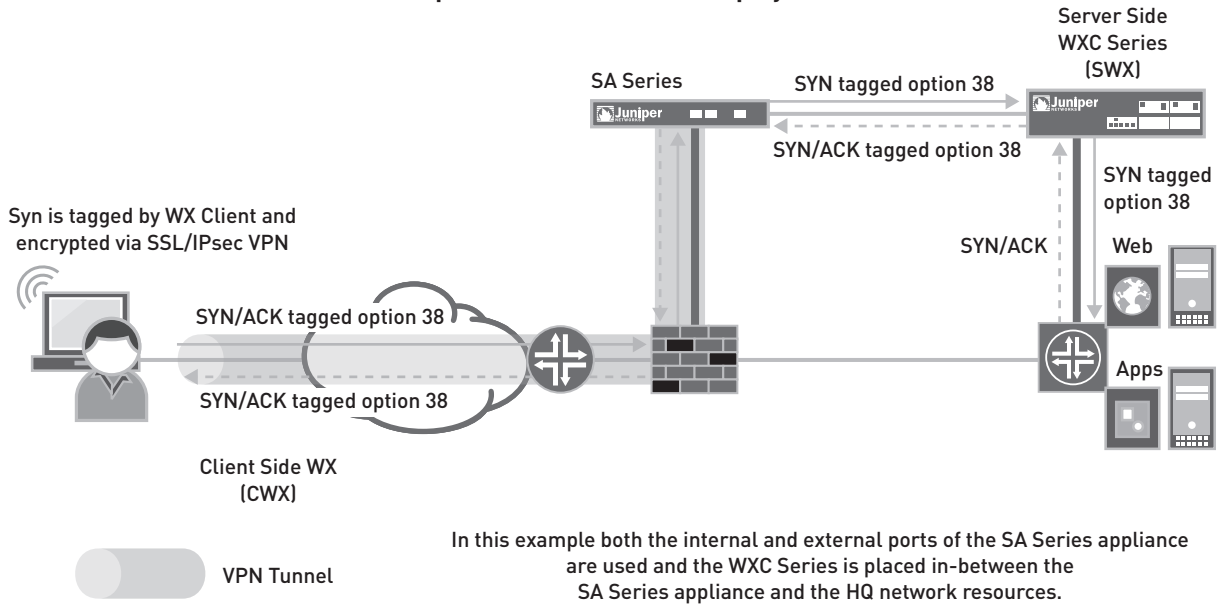 Server Side
WXC Series
(SWX)
SA Series
SYN tagged option 38
Juniper
NETWORKS
Juniper
NETWORKS
SYN/ACK tagged option 38
SYN tagged
option 38
Syn is tagged by WX Client and
encrypted via SSL/IPsec VPN
SYN/ACK
Web
SYN/ACK tagged option 38
Apps
SYN/ACK tagged option 38
Client Side WX
(CWX)
VPN Tunnel
In this example both the internal and external ports of the SA Series appliance
are used and the WXC Series is placed in-between the
SA Series appliance and the HQ network resources.